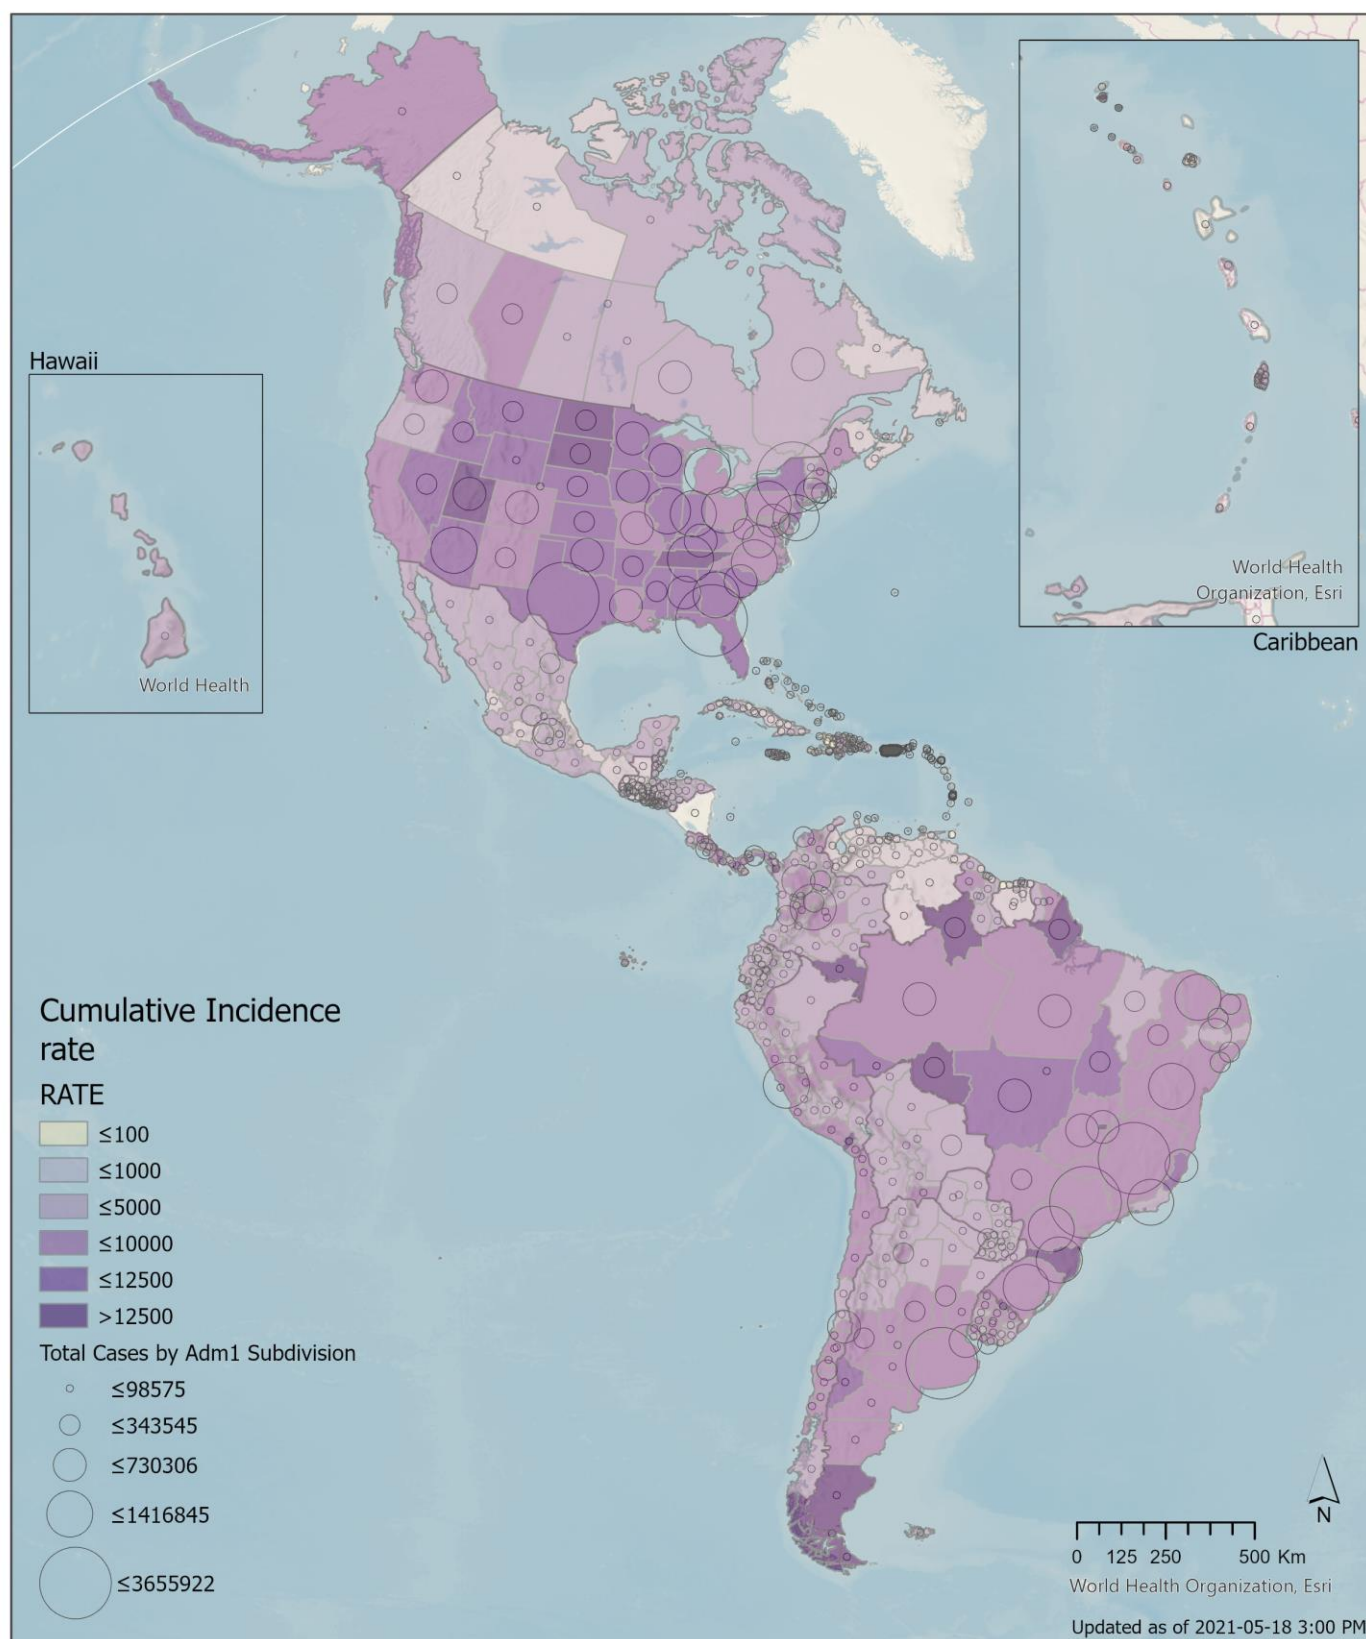 Hawaii
World Health
World Health
Organization, Esri
Caribbean
Cumulative Incidence
rate
RATE
≤100
≤1000
≤5000
≤10000
≤12500
>12500
Total Cases by Adm1 Subdivision
≤98575
≤343545
≤730306
≤1416845
≤3655922
N
0 125 250 500 Km
World Health Organization, Esri
Updated as of 2021-05-18 3:00 PM